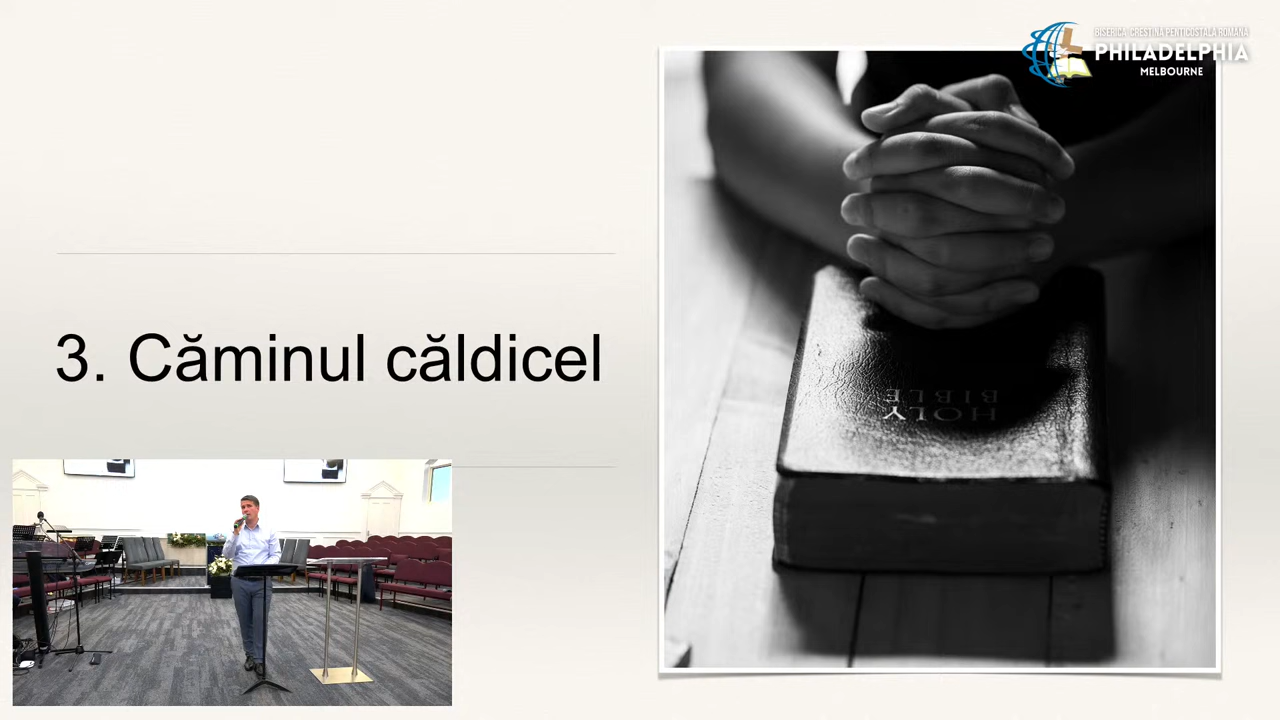 BISERICA CREȘTINĂ PENTICOSTALĂ ROMÂNĂ
PHILADELPHIA
MELBOURNE
3. Căminul căldicel
HOLY
BIBLE